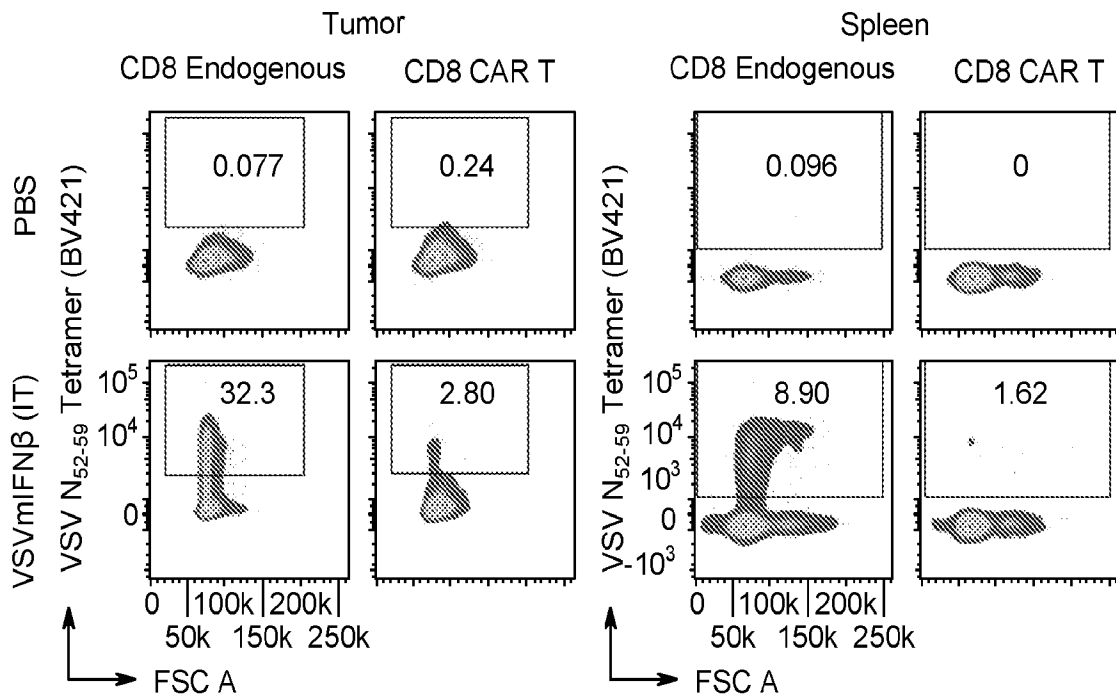 Tumor
Spleen
CD8 Endogenous
CD8 CAR T
CD8 Endogenous
CD8 CAR T
PBS
VSVmIFNβ (IT)
VSV N52-59 Tetramer (BV421)
VSV N52-59 Tetramer (BV421)
0.077
0.24
0.096
0
32.3
2.80
8.90
1.62
10^5
10^4
0
10^5
10^4
10^3
0
-10^3
0
50k
100k
150k
200k
250k
0
50k
100k
150k
200k
250k
FSC A
FSC A